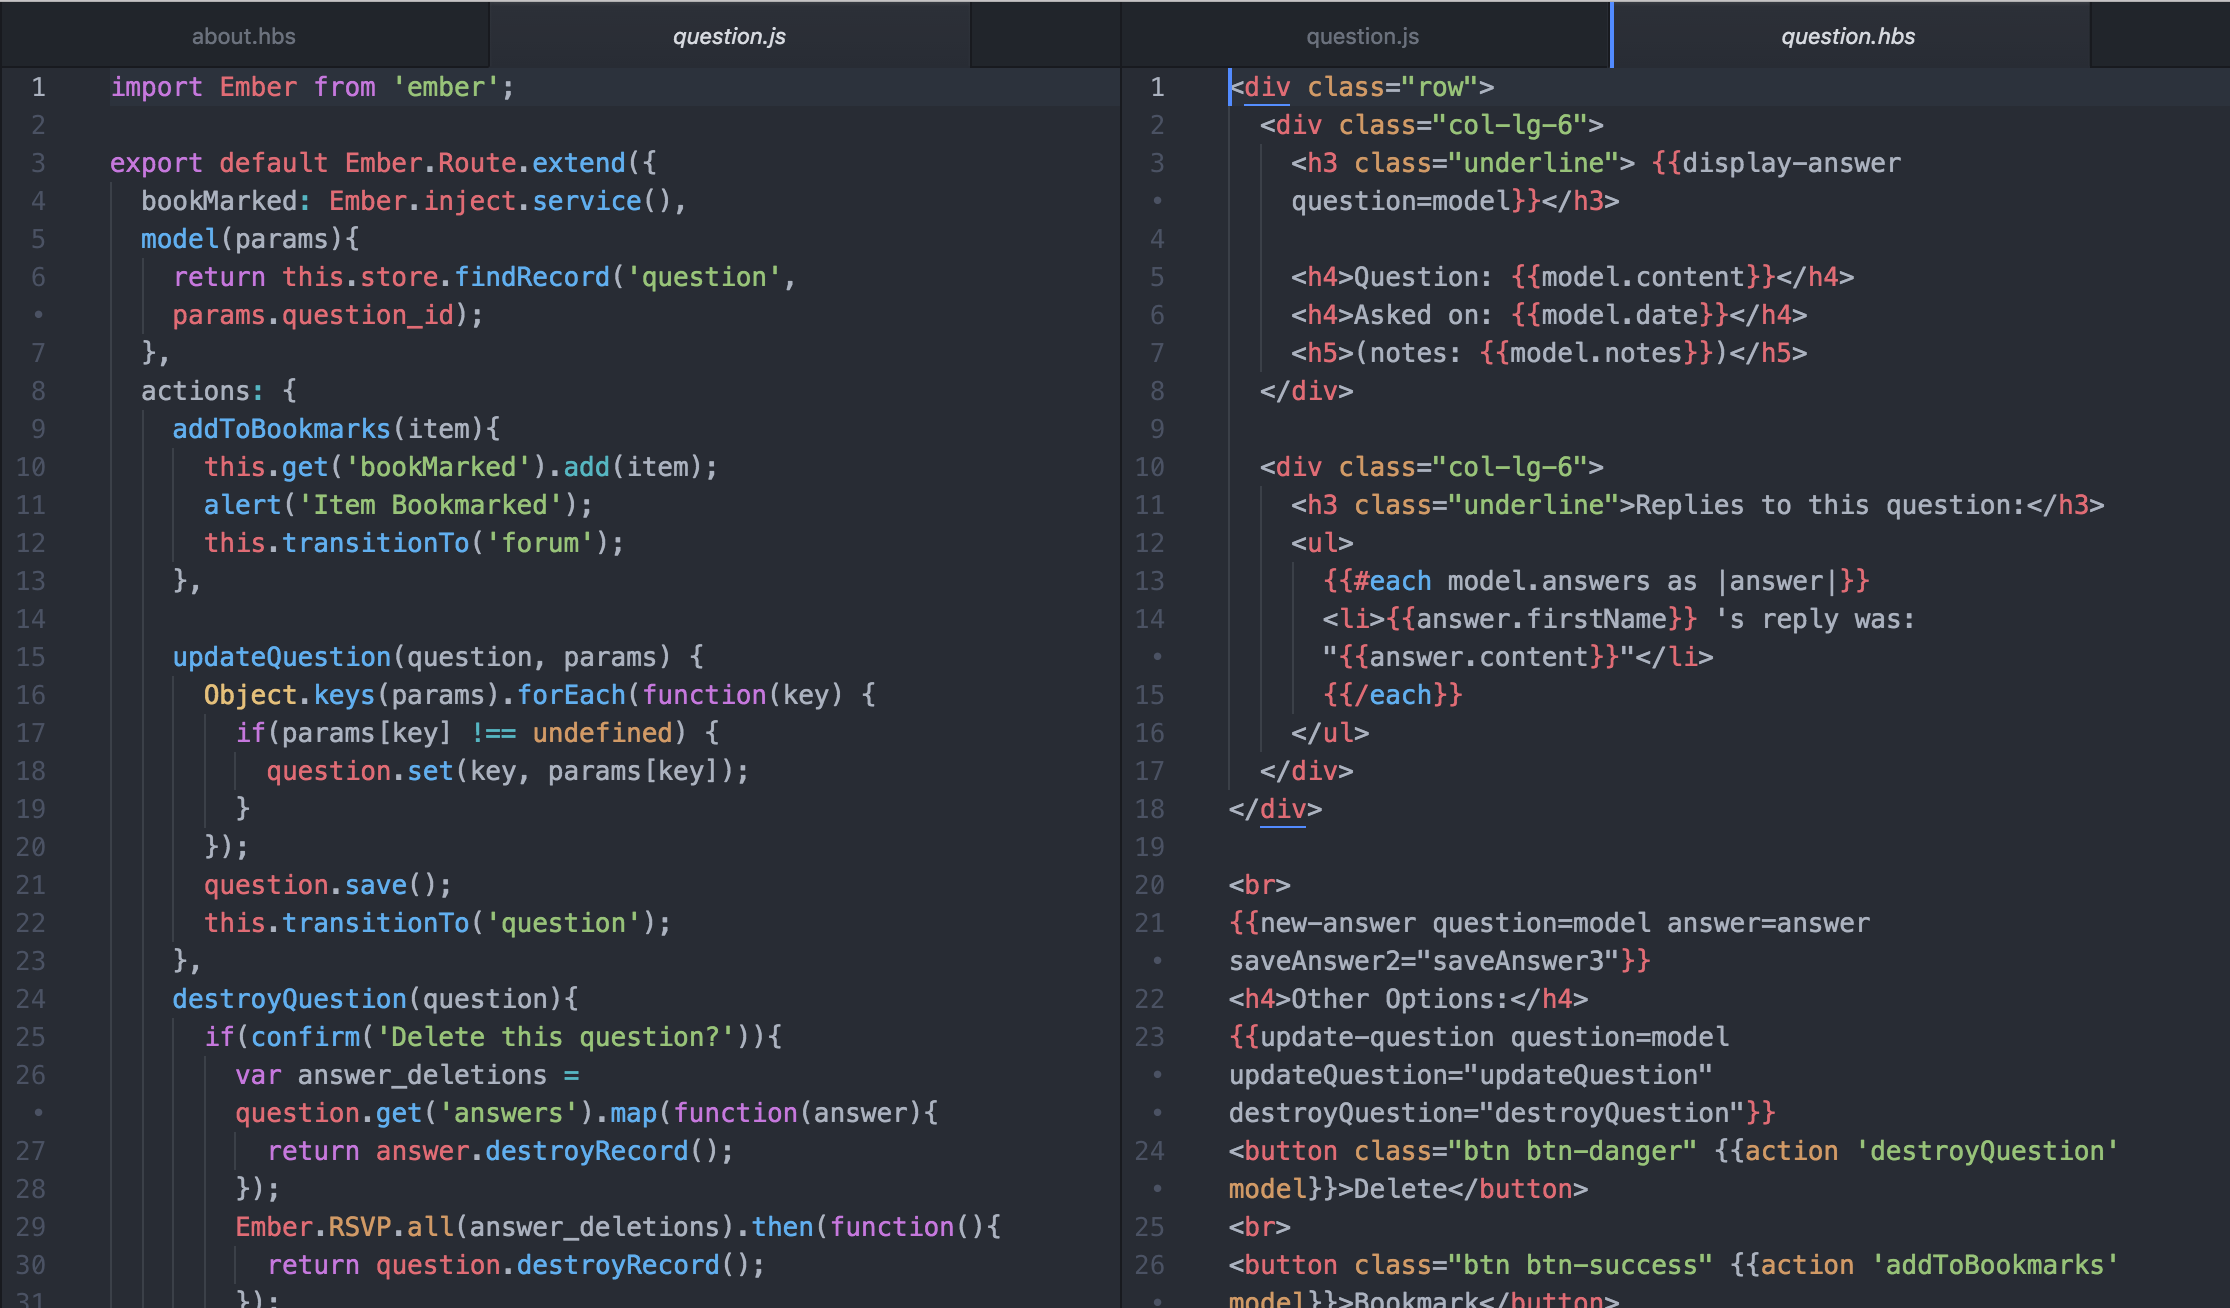 about.hbs
question.js
1 import Ember from 'ember';
2
3 export default Ember.Route.extend({
4 bookMarked: Ember.inject.service(),
5 model(params){
6 return this.store.findRecord('question',
• params.question_id);
7 },
8 actions: {
9 addToBookmarks(item){
10 this.get('bookMarked').add(item);
11 alert('Item Bookmarked');
12 this.transitionTo('forum');
13 },
14
15 updateQuestion(question, params) {
16 Object.keys(params).forEach(function(key) {
17 if(params[key] !== undefined) {
18 question.set(key, params[key]);
19 }
20 });
21 question.save();
22 this.transitionTo('question');
23 },
24 destroyQuestion(question){
25 if(confirm('Delete this question?')){
26 var answer_deletions =
• question.get('answers').map(function(answer){
27 return answer.destroyRecord();
28 });
29 Ember.RSVP.all(answer_deletions).then(function(){
30 return question.destroyRecord();
31 });
question.js
question.hbs
1 <div class="row">
2 <div class="col-lg-6">
3 <h3 class="underline"> {{display-answer
• question=model}}</h3>
4
5 <h4>Question: {{model.content}}</h4>
6 <h4>Asked on: {{model.date}}</h4>
7 <h5>(notes: {{model.notes}})</h5>
8 </div>
9
10 <div class="col-lg-6">
11 <h3 class="underline">Replies to this question:</h3>
12 <ul>
13 {{#each model.answers as |answer|}}
14 <li>{{answer.firstName}} 's reply was:
• "{{answer.content}}"</li>
15 {{/each}}
16 </ul>
17 </div>
18 </div>
19
20 <br>
21 {{new-answer question=model answer=answer
• saveAnswer2="saveAnswer3"}}
22 <h4>Other Options:</h4>
23 {{update-question question=model
• updateQuestion="updateQuestion"
• destroyQuestion="destroyQuestion"}}
24 <button class="btn btn-danger" {{action 'destroyQuestion'
• model}}>Delete</button>
25 <br>
26 <button class="btn btn-success" {{action 'addToBookmarks'
• model}}>Bookmark</button>